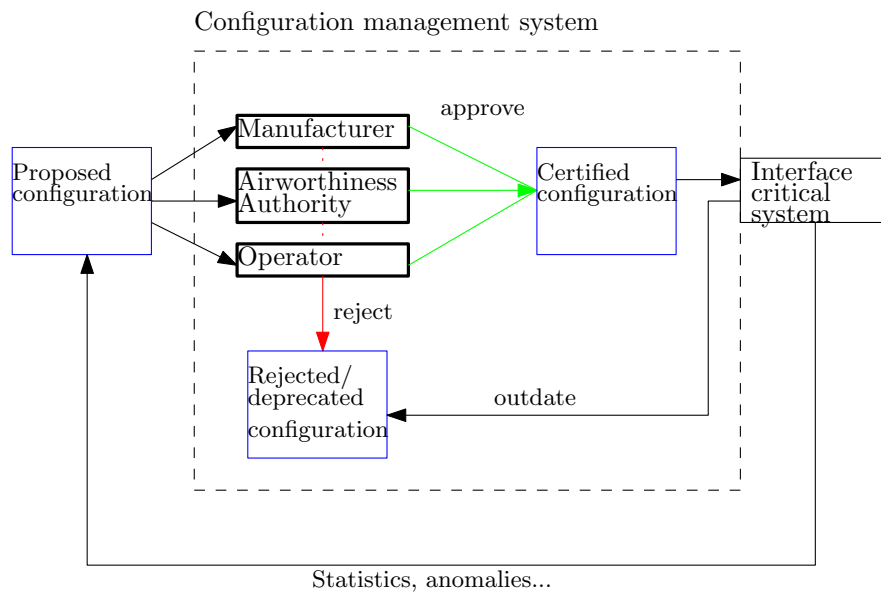 Configuration management system
approve
Manufacturer
Proposed
configuration
Airworthiness
Authority
Certified
configuration
Interface
critical
system
Operator
reject
Rejected/
deprecated
configuration
outdate
Statistics, anomalies...